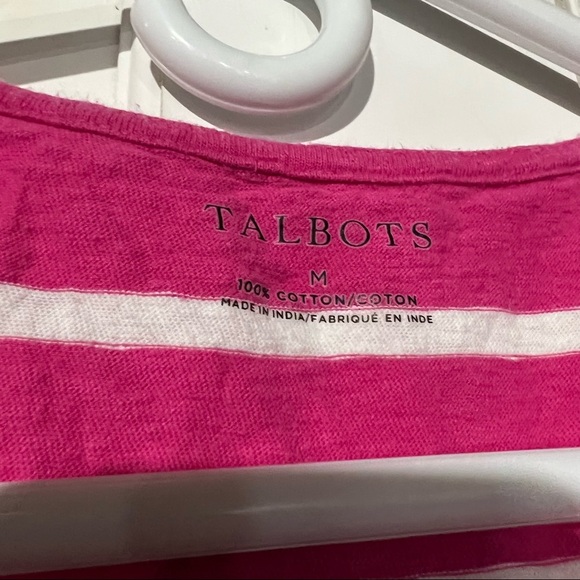 TALBOTS
M
100% COTTON/COTON
MADE IN INDIA/FABRIQUÉ EN INDE